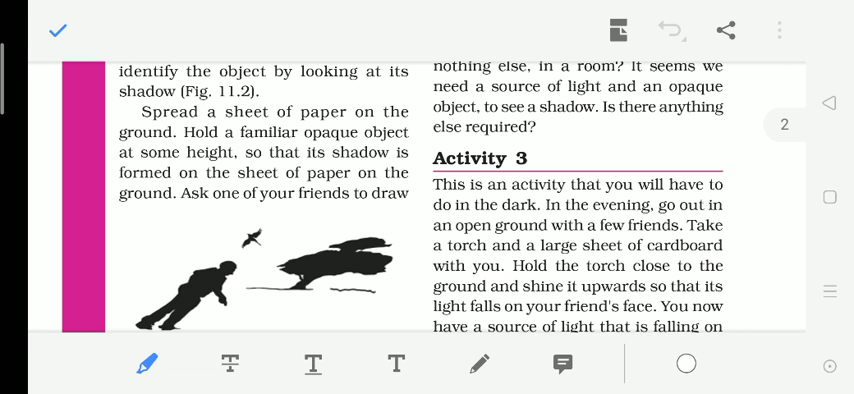 2
identify the object by looking at its
shadow (Fig. 11.2).
Spread a sheet of paper on the
ground. Hold a familiar opaque object
at some height, so that its shadow is
formed on the sheet of paper on the
ground. Ask one of your friends to draw
nothing else, in a room? It seems we
need a source of light and an opaque
object, to see a shadow. Is there anything
else required?
Activity 3
This is an activity that you will have to
do in the dark. In the evening, go out in
an open ground with a few friends. Take
a torch and a large sheet of cardboard
with you. Hold the torch close to the
ground and shine it upwards so that its
light falls on your friend's face. You now
have a source of light that is falling on
T
T
T